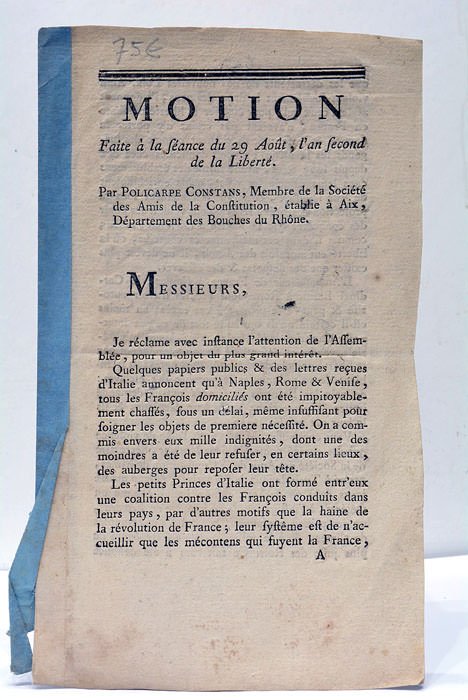 75€
MOTION
Faite à la ſéance du 29 Août, l'an ſecond
de la Liberté.
Par POLICARPE CONSTANS, Membre de la Société
des Amis de la Conſtitution, établie à Aix,
Département des Bouches du Rhône.
MESSIEURS,
Je réclame avec inſtance l'attention de l'Aſſem-
blée, pour un objet du plus grand intérêt.
Quelques papiers publics & des lettres reçues
d'Italie annoncent qu'à Naples, Rome & Veniſe,
tous les François domiciliés ont été impitoyable-
ment chaſſés, ſous un délai, même inſuffiſant pour
ſoigner les objets de premiere néceſſité. On a com-
mis envers eux mille indignités, dont une des
moindres a été de leur refuſer, en certains lieux,
des auberges pour repoſer leur tête.
Les petits Princes d'Italie ont formé entr'eux
une coalition contre les François conduits dans
leurs pays, par d'autres motifs que la haine de
la révolution de France; leur ſyſtême eſt de n'ac-
cueillir que les mécontens qui fuyent la France,
A